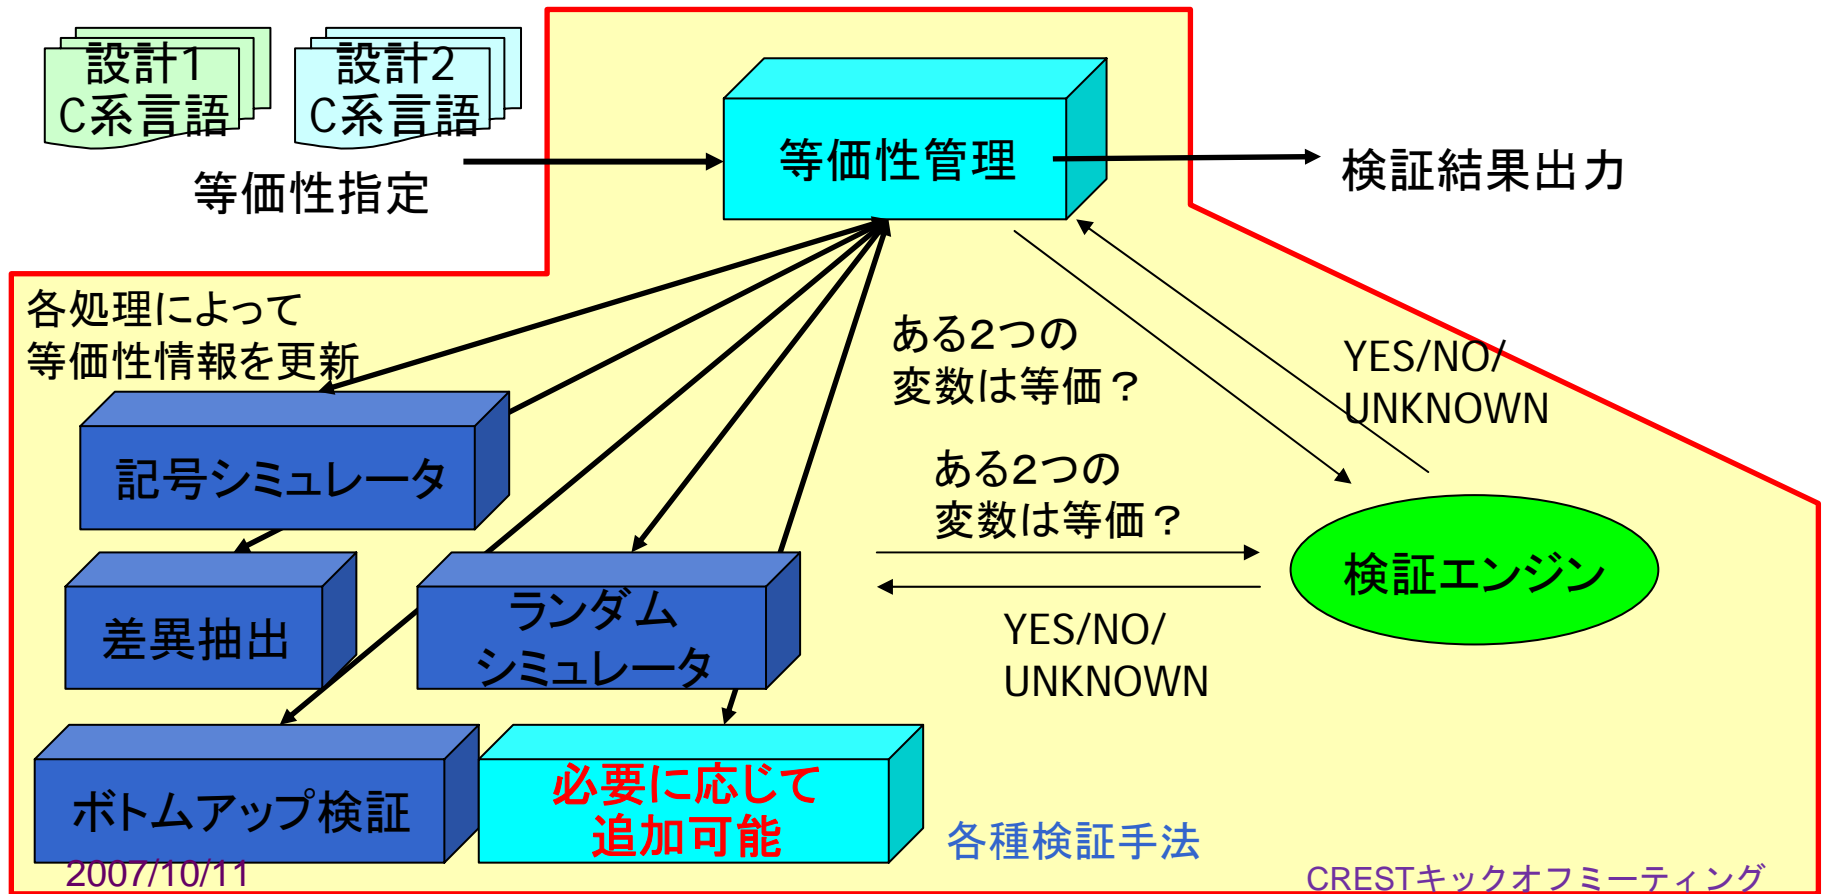 設計1
C系言語
設計2
C系言語
等価性指定
等価性管理
検証結果出力
各処理によって
等価性情報を更新
ある2つの
変数は等価？
YES/NO/
UNKNOWN
記号シミュレータ
ある2つの
変数は等価？
検証エンジン
差異抽出
ランダム
シミュレータ
YES/NO/
UNKNOWN
ボトムアップ検証
必要に応じて
追加可能
各種検証手法
2007/10/11
CRESTキックオフミーティング